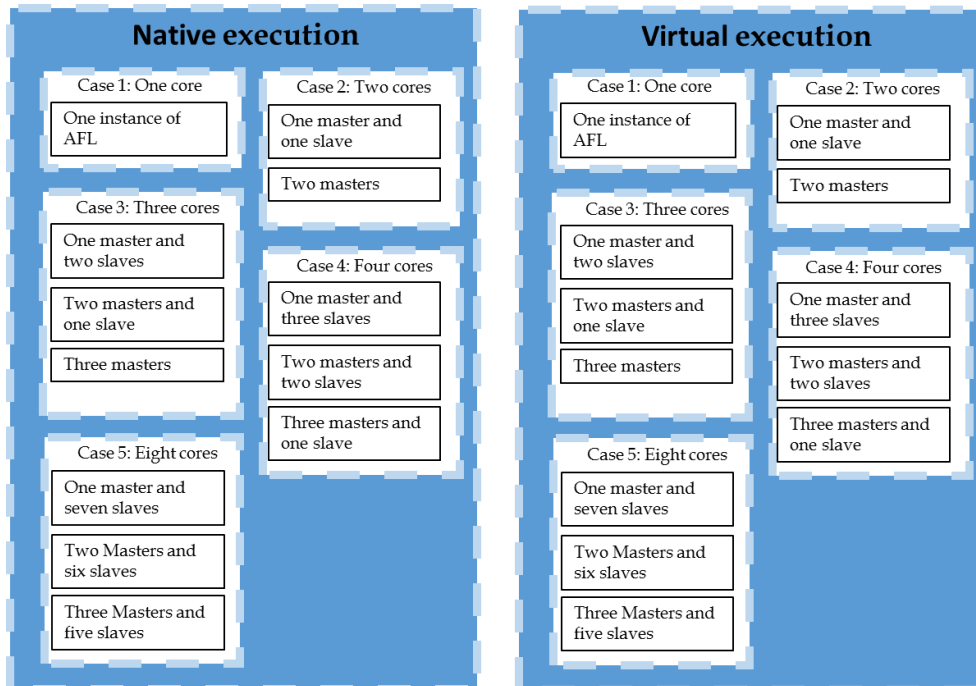 Native execution
Case 1: One core
One instance of
AFL
Case 2: Two cores
One master and
one slave
Two masters
Case 3: Three cores
One master and
two slaves
Two masters and
one slave
Three masters
Case 4: Four cores
One master and
three slaves
Two masters and
two slaves
Three masters and
one slave
Case 5: Eight cores
One master and
seven slaves
Two Masters and
six slaves
Three Masters and
five slaves
Virtual execution
Case 1: One core
One instance of
AFL
Case 2: Two cores
One master and
one slave
Two masters
Case 3: Three cores
One master and
two slaves
Two masters and
one slave
Three masters
Case 4: Four cores
One master and
three slaves
Two masters and
two slaves
Three masters and
one slave
Case 5: Eight cores
One master and
seven slaves
Two Masters and
six slaves
Three Masters and
five slaves